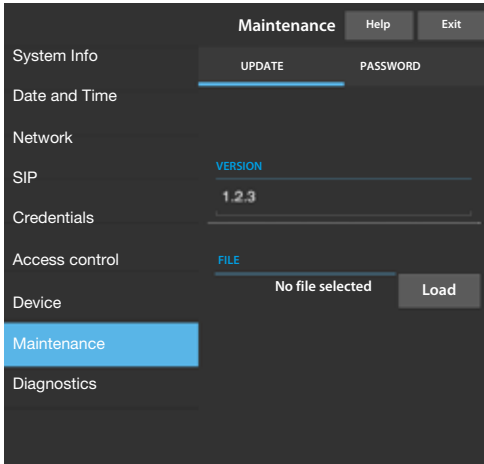 Maintenance Help Exit
System Info
Date and Time
Network
SIP
Credentials
Access control
Device
Maintenance
Diagnostics
UPDATE PASSWORD
VERSION
1.2.3
FILE
No file selected Load